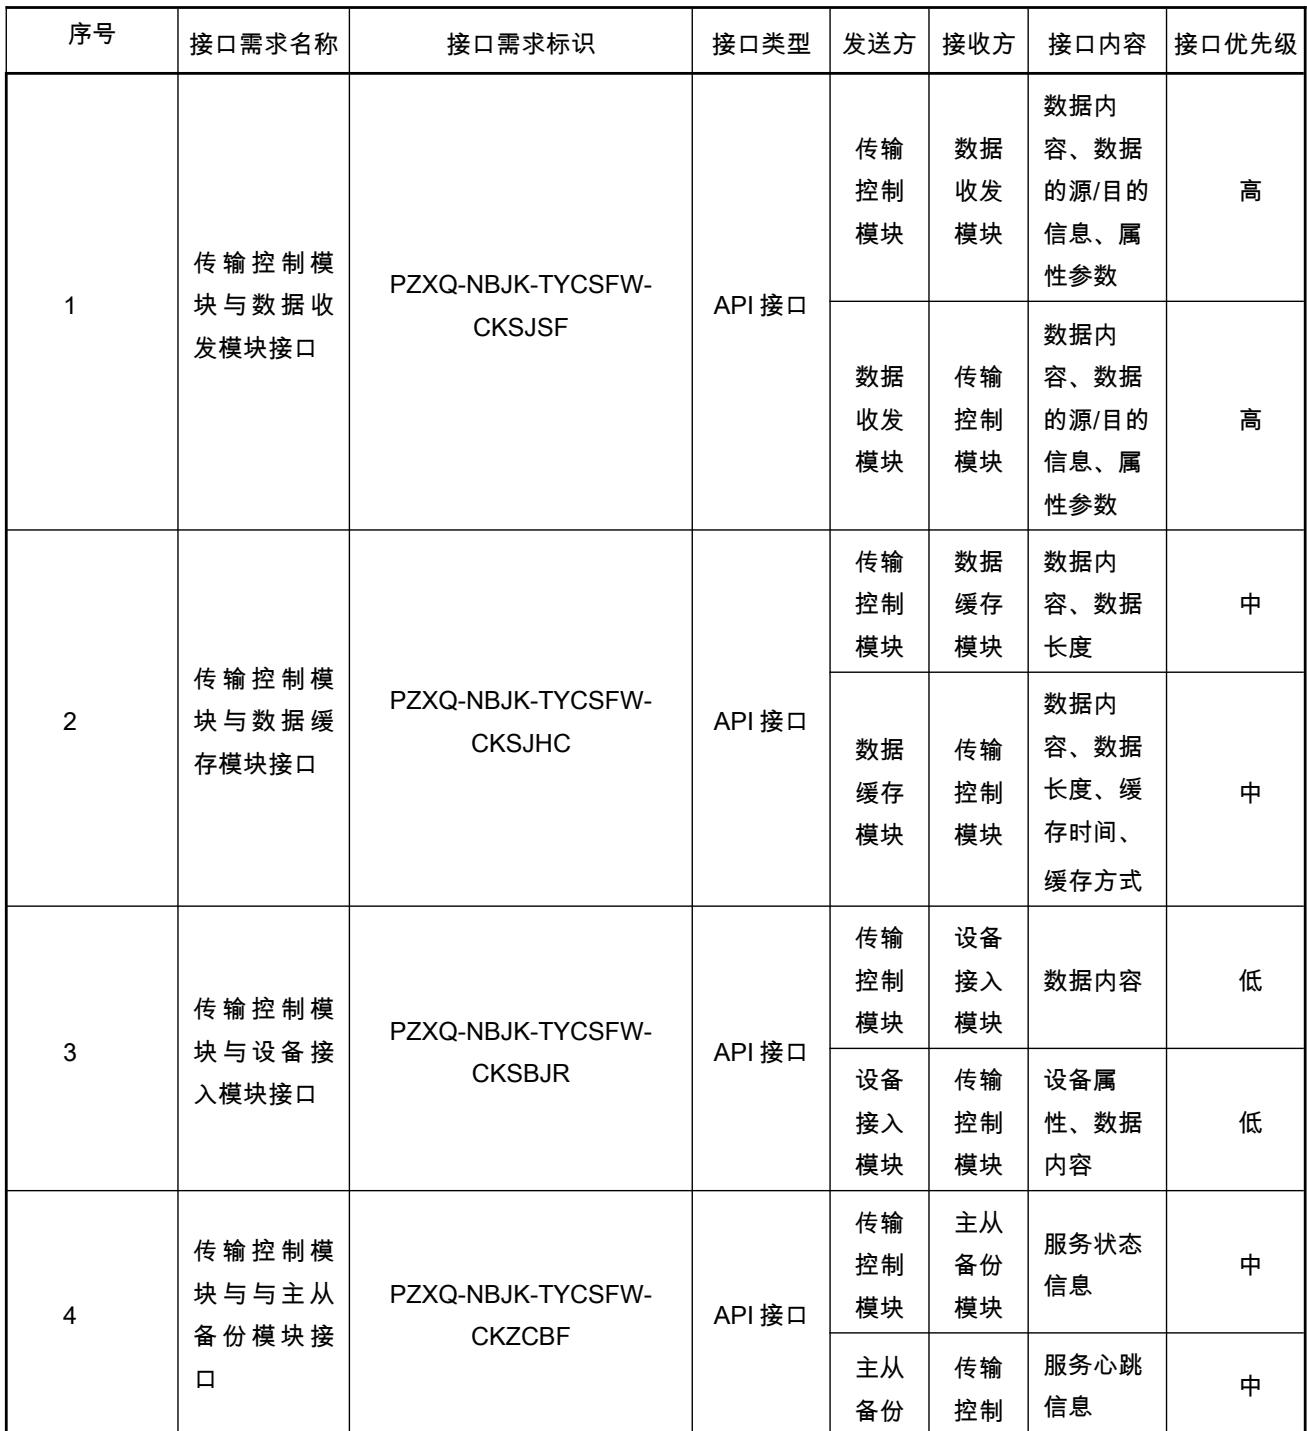 序号 接口需求名称 接口需求标识 接口类型 发送方 接收方 接口内容 接口优先级
1
传输控制模
块与数据收
发模块接口
PZXQ-NBJK-TYCSFW-
CKSJSF
API 接口
传输
控制
模块
数据
收发
模块
数据内
容、数据
的源/目的
信息、属
性参数
高
数据
收发
模块
传输
控制
模块
数据内
容、数据
的源/目的
信息、属
性参数
高
2
传输控制模
块与数据缓
存模块接口
PZXQ-NBJK-TYCSFW-
CKSJHC
API 接口
传输
控制
模块
数据
缓存
模块
数据内
容、数据
长度
中
数据
缓存
模块
传输
控制
模块
数据内
容、数据
长度、缓
存时间、
缓存方式
中
3
传输控制模
块与设备接
入模块接口
PZXQ-NBJK-TYCSFW-
CKSBJR
API 接口
传输
控制
模块
设备
接入
模块
数据内容
低
设备
接入
模块
传输
控制
模块
设备属
性、数据
内容
低
4
传输控制模
块与与主从
备份模块接
口
PZXQ-NBJK-TYCSFW-
CKZCBF
API 接口
传输
控制
模块
主从
备份
模块
服务状态
信息
中
主从
备份
传输
控制
服务心跳
信息
中